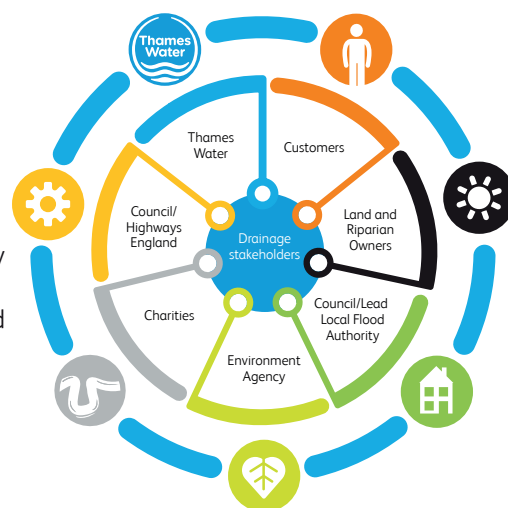 Thames
Water
Thames
Water
Customers
Council/
Highways
England
Land and
Riparian
Owners
Drainage
stakeholders
Charities
Council/Lead
Local Flood
Authority
Environment
Agency